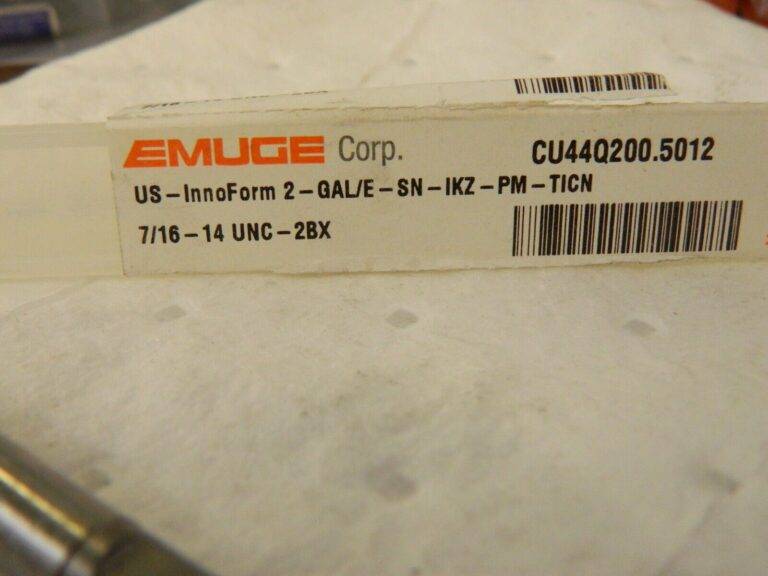 EMUGE Corp. CU44Q200.5012
US-InnoForm 2-GAL/E-SN-IKZ-PM-TICN
7/16-14 UNC-2BX